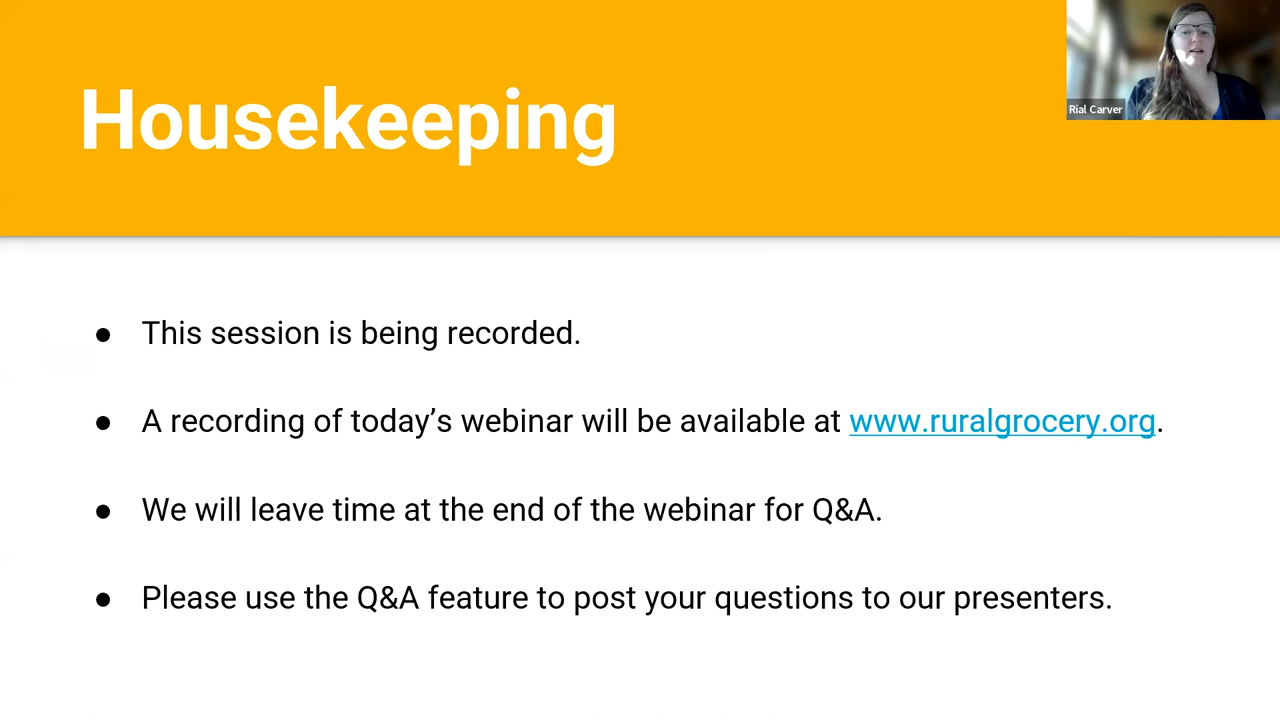 Housekeeping
Rial Carver
● This session is being recorded.
● A recording of today’s webinar will be available at www.ruralgrocery.org.
● We will leave time at the end of the webinar for Q&A.
● Please use the Q&A feature to post your questions to our presenters.